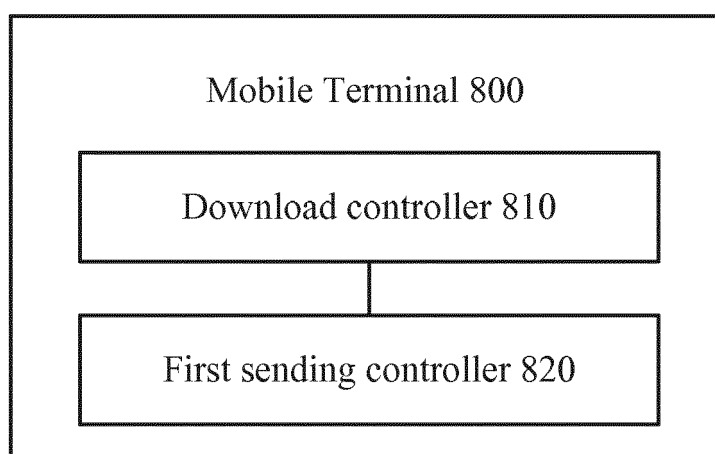 Mobile Terminal 800
Download controller 810
First sending controller 820